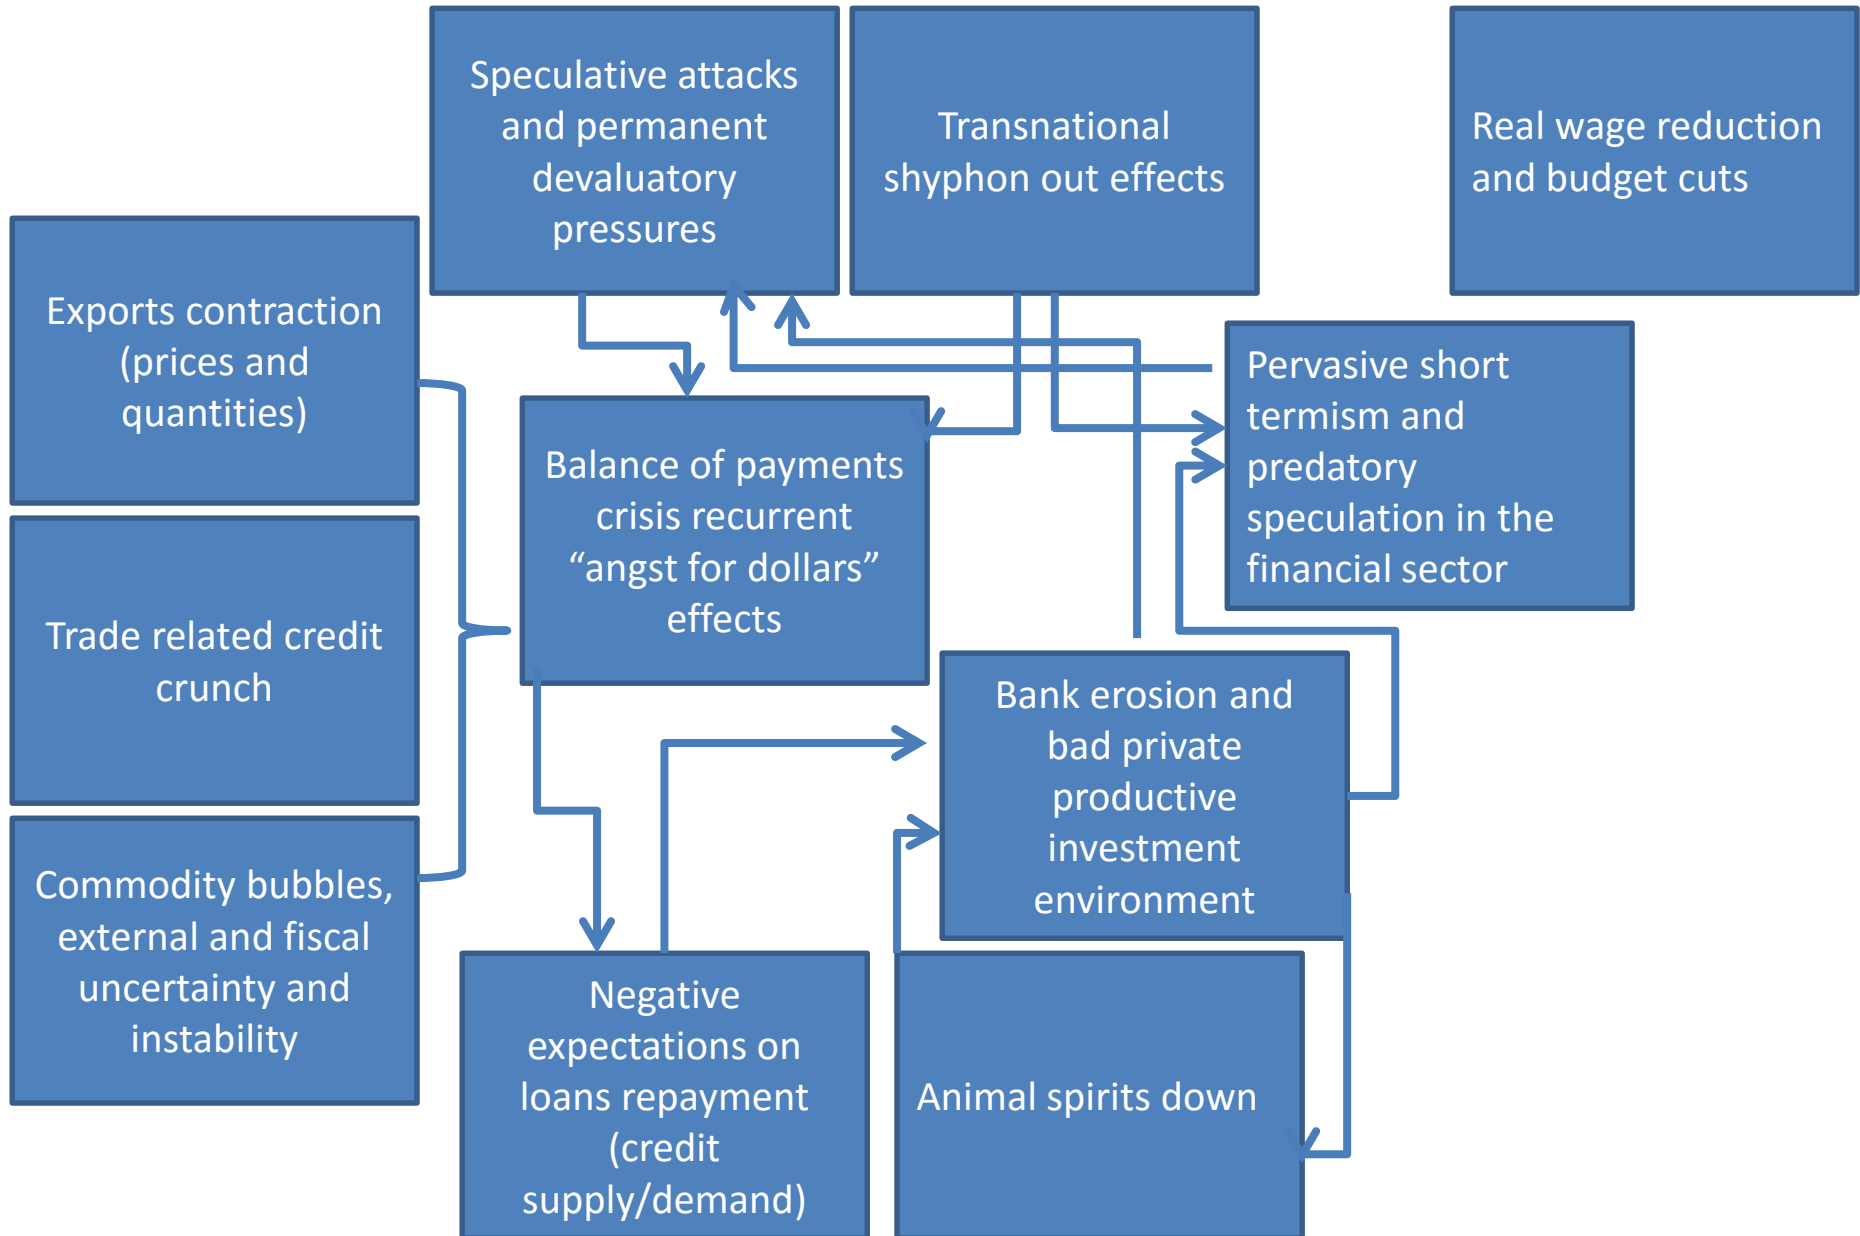 Speculative attacks
and permanent
devaluatory
pressures
Transnational
shyphon out effects
Real wage reduction
and budget cuts
Exports contraction
(prices and
quantities)
Pervasive short
termism and
predatory
speculation in the
financial sector
Balance of payments
crisis recurrent
“angst for dollars”
effects
Trade related credit
crunch
Bank erosion and
bad private
productive
investment
environment
Commodity bubbles,
external and fiscal
uncertainty and
instability
Negative
expectations on
loans repayment
(credit
supply/demand)
Animal spirits down